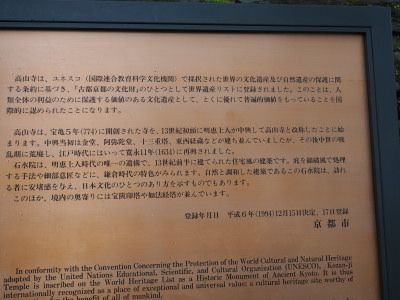 高山寺は、ユネスコ(国際連合教育科学文化機関)で採択された世界の文化遺産及び自然遺産の保護に関
する条約に基づき、「古都京都の文化財」のひとつとして世界遺産リストに登録されました。このことは、人
類全体の利益のために保護する価値のある文化遺産として、とくに優れて普遍的価値をもっていることを国
際的に認められたことになります。
高山寺は、宝亀5年(774)に開創された寺を、13世紀初頭に明恵上人が中興して高山寺と改称したことに始
まります。中興当初は金堂、阿弥陀堂、十三重塔、東西経蔵などが建ち並んでいましたが、その後中世の戦
乱期に荒廃し、江戸時代にはいって寛永11年(1634)に再興されました。
石水院は、明恵上人時代の唯一の遺構で、13世紀前半に建てられた住宅風の建築です。庇を縋破風で処理
する手法や細部意匠などに、鎌倉時代の特色がみられます。自然と調和した建築であるこの石水院は、訪れ
る者に安堵感を与え、日本文化のひとつのあり方を示すものでもあります。
このほか、境内の奥寄りには宝篋印塔や如法経塔が並んでいます。
登録年月日 平成6年(1994)12月15日決定、17日登録
京都市
In conformity with the Convention Concerning the Protection of the World Cultural and Natural Heritage
adopted by the United Nations Educational, Scientific, and Cultural Organization (UNESCO), Kozan-ji
Temple is inscribed on the World Heritage List as a Historic Monument of Ancient Kyoto. It is thus
internationally recognized as a place of exceptional and universal value: a cultural heritage site worthy of
for the benefit of all of mankind.